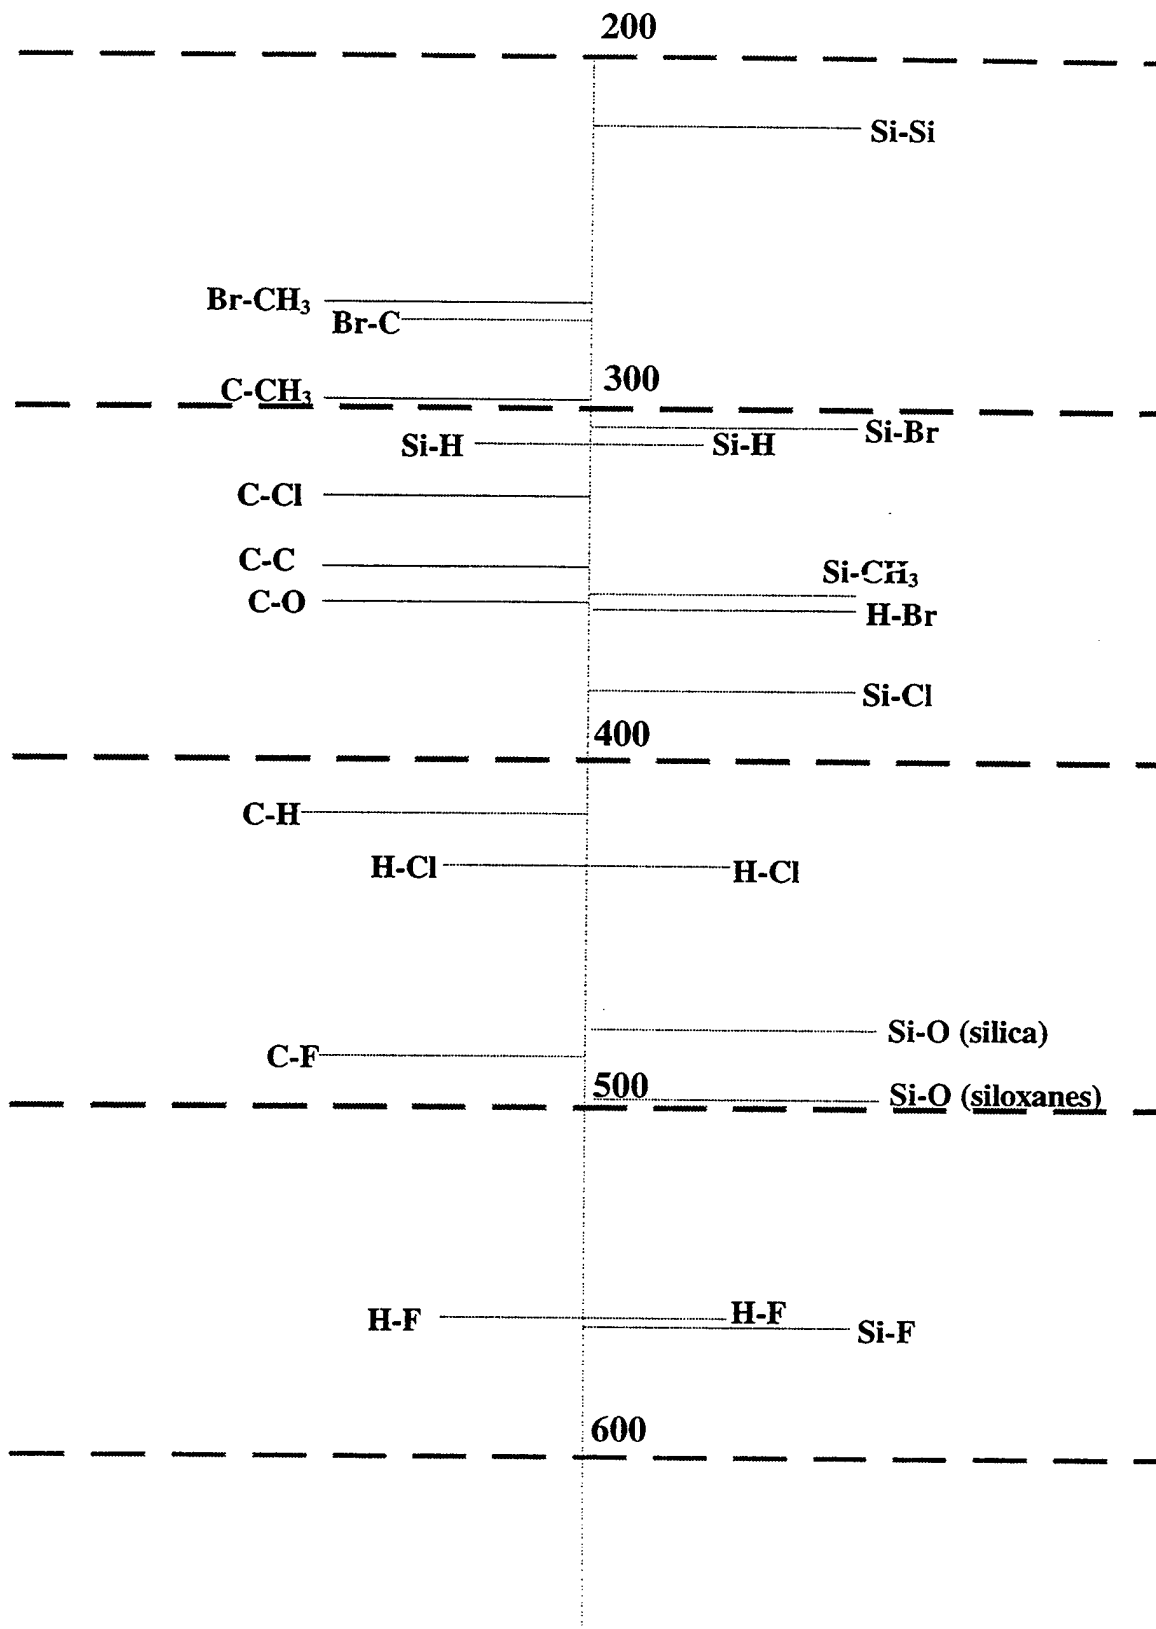 200
Si-Si
Br-CH₃
Br-C
C-CH₃
300
Si-Br
Si-H
Si-H
C-Cl
C-C
Si-CH₃
C-O
H-Br
Si-Cl
400
C-H
H-Cl
H-Cl
Si-O (silica)
C-F
500
Si-O (siloxanes)
H-F
H-F
Si-F
600